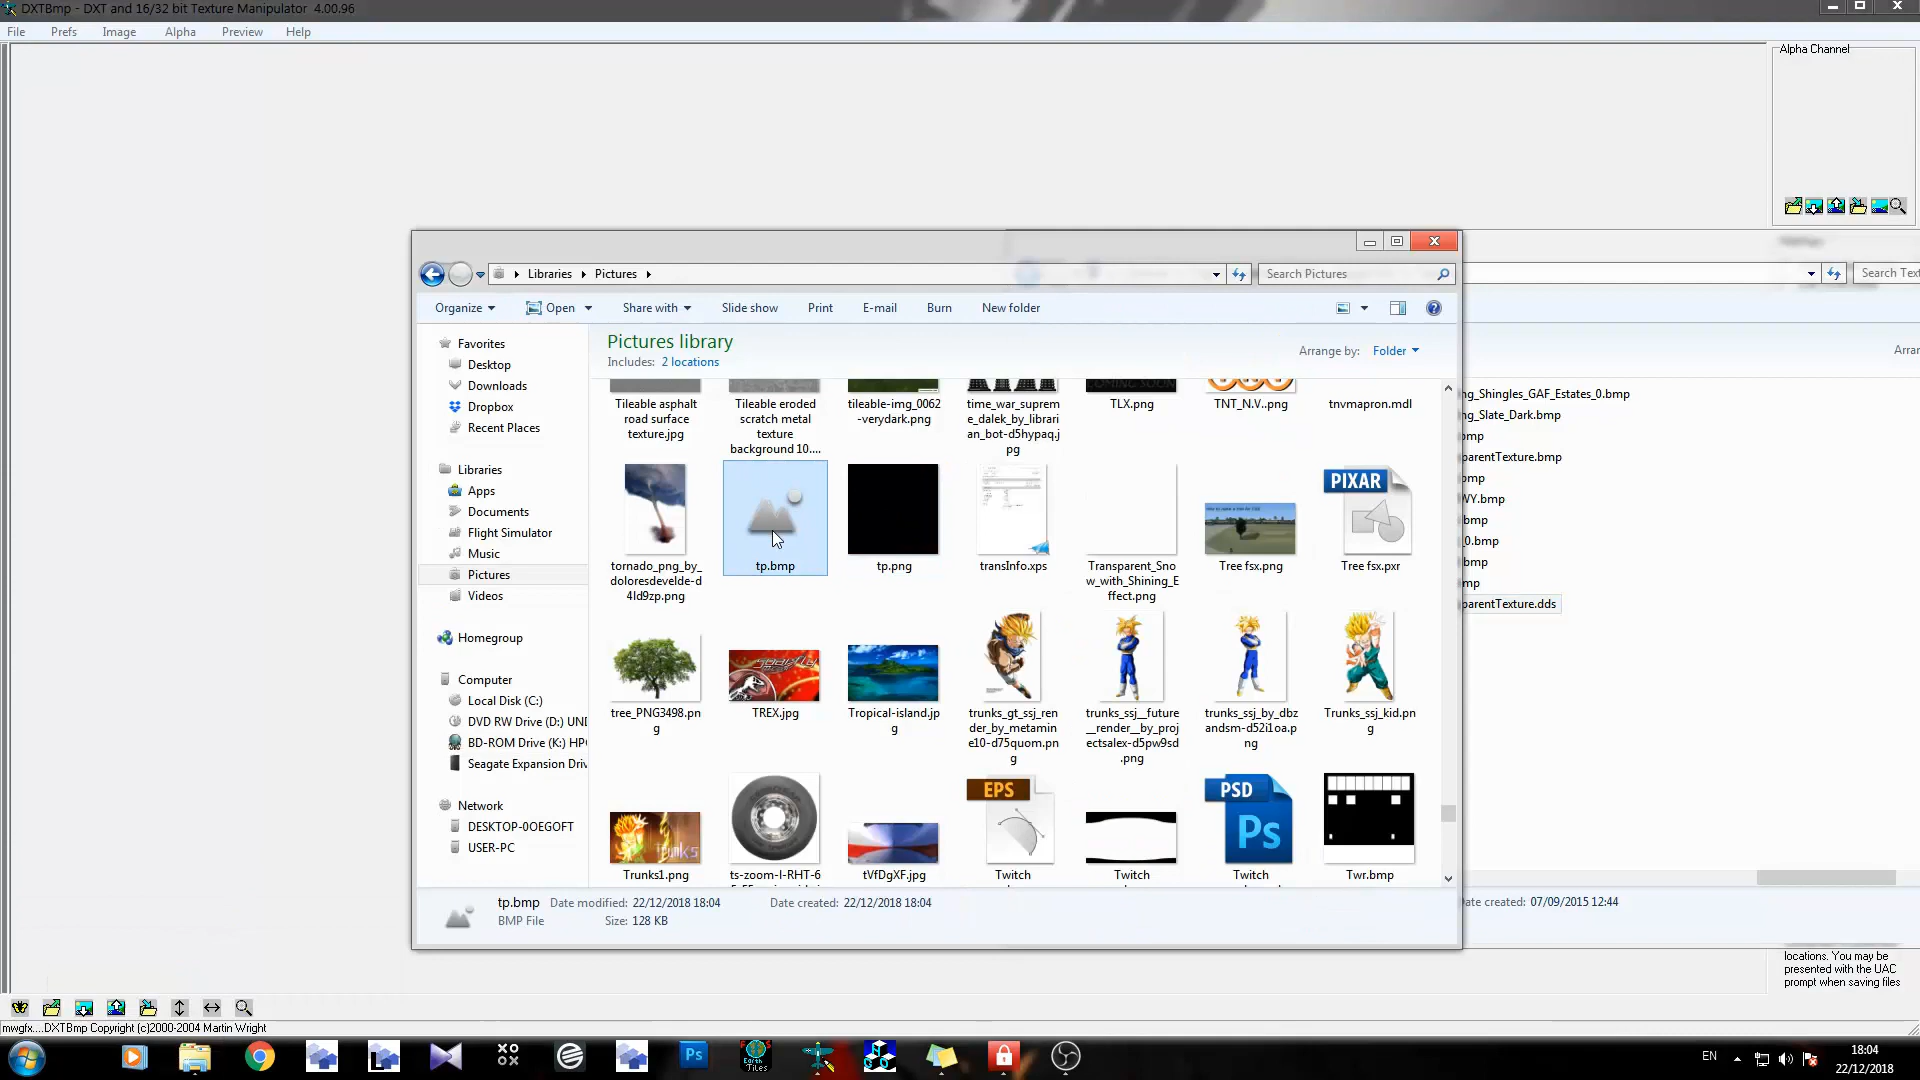 DXTBmp - DXT and 16/32 bit Texture Manipulator 4.00.96
File Prefs Image Alpha Preview Help
Alpha Channel
Libraries Pictures
Search Pictures
Search Text
Organize Open Share with Slide show Print E-mail Burn New folder
Pictures library
Includes: 2 locations
Arrange by: Folder
Favorites
Desktop
Downloads
Dropbox
Recent Places
Libraries
Apps
Documents
Flight Simulator
Music
Pictures
Videos
Homegroup
Computer
Local Disk (C:)
DVD RW Drive (D:) UNI
BD-ROM Drive (K:) HP
Seagate Expansion Driv
Network
DESKTOP-0OEGOFT
USER-PC
Tileable asphalt road surface texture.jpg
Tileable eroded scratch metal texture background 10....
tileable-img_0062-verydark.png
time_war_supreme_dalek_by_librarian_bot-d5hypaq.jpg
TLX.png
TNT_N.V..png
tnvmapron.mdl
tornado_png_by_doloresdevelde-d4ld9zp.png
tp.bmp
tp.png
transInfo.xps
Transparent_Snow_with_Shining_Effect.png
Tree fsx.png
PIXAR
Tree fsx.pxr
tree_PNG3498.png
TREX.jpg
Tropical-island.jpg
trunks_gt_ssj_render_by_metamine10-d75quom.png
trunks_ssj__future__render__by_projectsalex-d5pw9sd.png
trunks_ssj_by_dbzandsm-d52i1oa.png
Trunks_ssj_kid.png
Trunks1.png
ts-zoom-l-RHT-6
tVfDgXF.jpg
EPS
Twitch
Twitch
PSD
Ps
Twitch
Twr.bmp
ng_Shingles_GAF_Estates_0.bmp
ng_Slate_Dark.bmp
mp
parentTexture.bmp
mp
WY.bmp
bmp
_0.bmp
bmp
mp
parentTexture.dds
tp.bmp Date modified: 22/12/2018 18:04 Date created: 22/12/2018 18:04
BMP File Size: 128 KB
ate created: 07/09/2015 12:44
locations. You may be
presented with the UAC
prompt when saving files
mwgfx....DXTBmp Copyright (c)2000-2004 Martin Wright
Ps
Earth Tiles
EN
18:04
22/12/2018